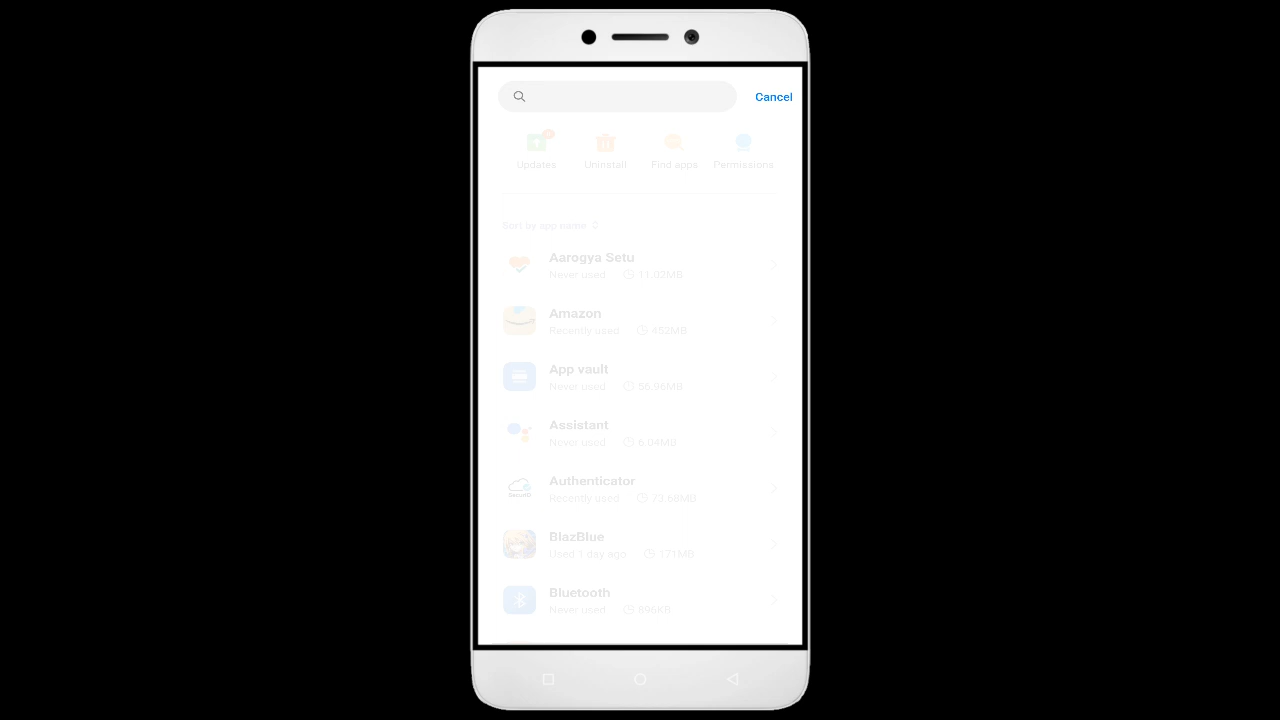 Cancel
Updates
Uninstall
Find apps
Permissions
Sort by app name
Aarogya Setu
Never used 11.02MB
Amazon
Recently used 452MB
App vault
Never used 56.96MB
Assistant
Never used 6.04MB
Authenticator
SecurID
Recently used 73.68MB
BlazBlue
Used 1 day ago 171MB
Bluetooth
Never used 896KB